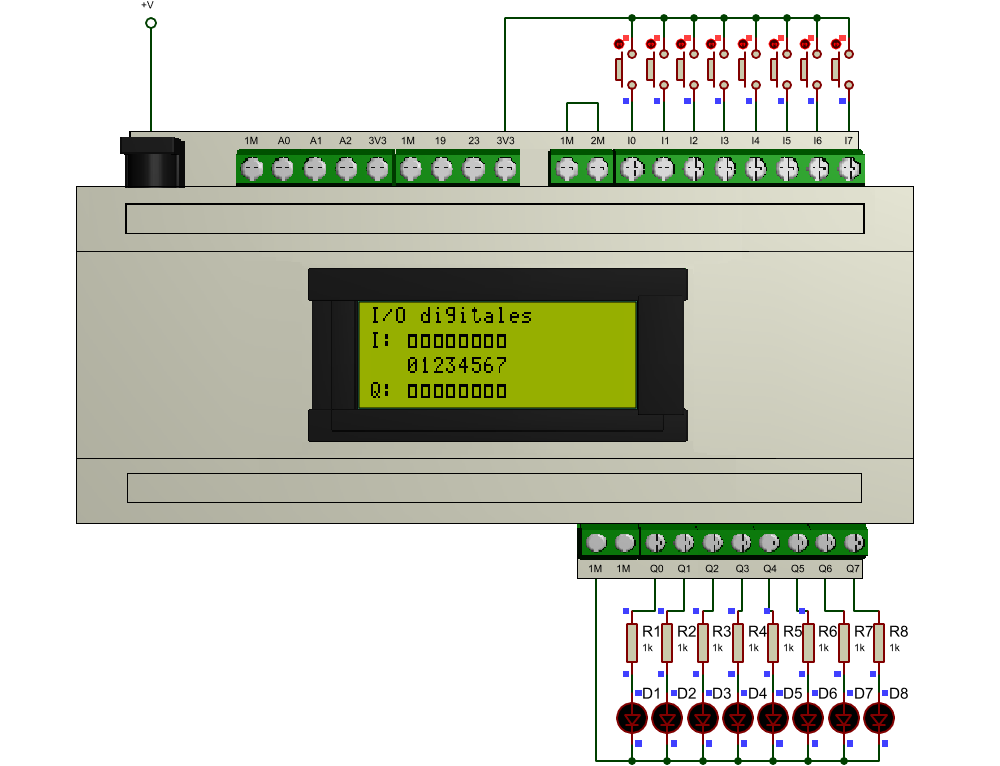 +V
1M A0 A1 A2 3V3 1M 19 23 3V3 1M 2M I0 I1 I2 I3 I4 I5 I6 I7
I/O digitales
I: 00000000
01234567
Q: 00000000
1M 1M Q0 Q1 Q2 Q3 Q4 Q5 Q6 Q7
R1 R2 R3 R4 R5 R6 R7 R8
1k 1k 1k 1k 1k 1k 1k 1k
D1 D2 D3 D4 D5 D6 D7 D8